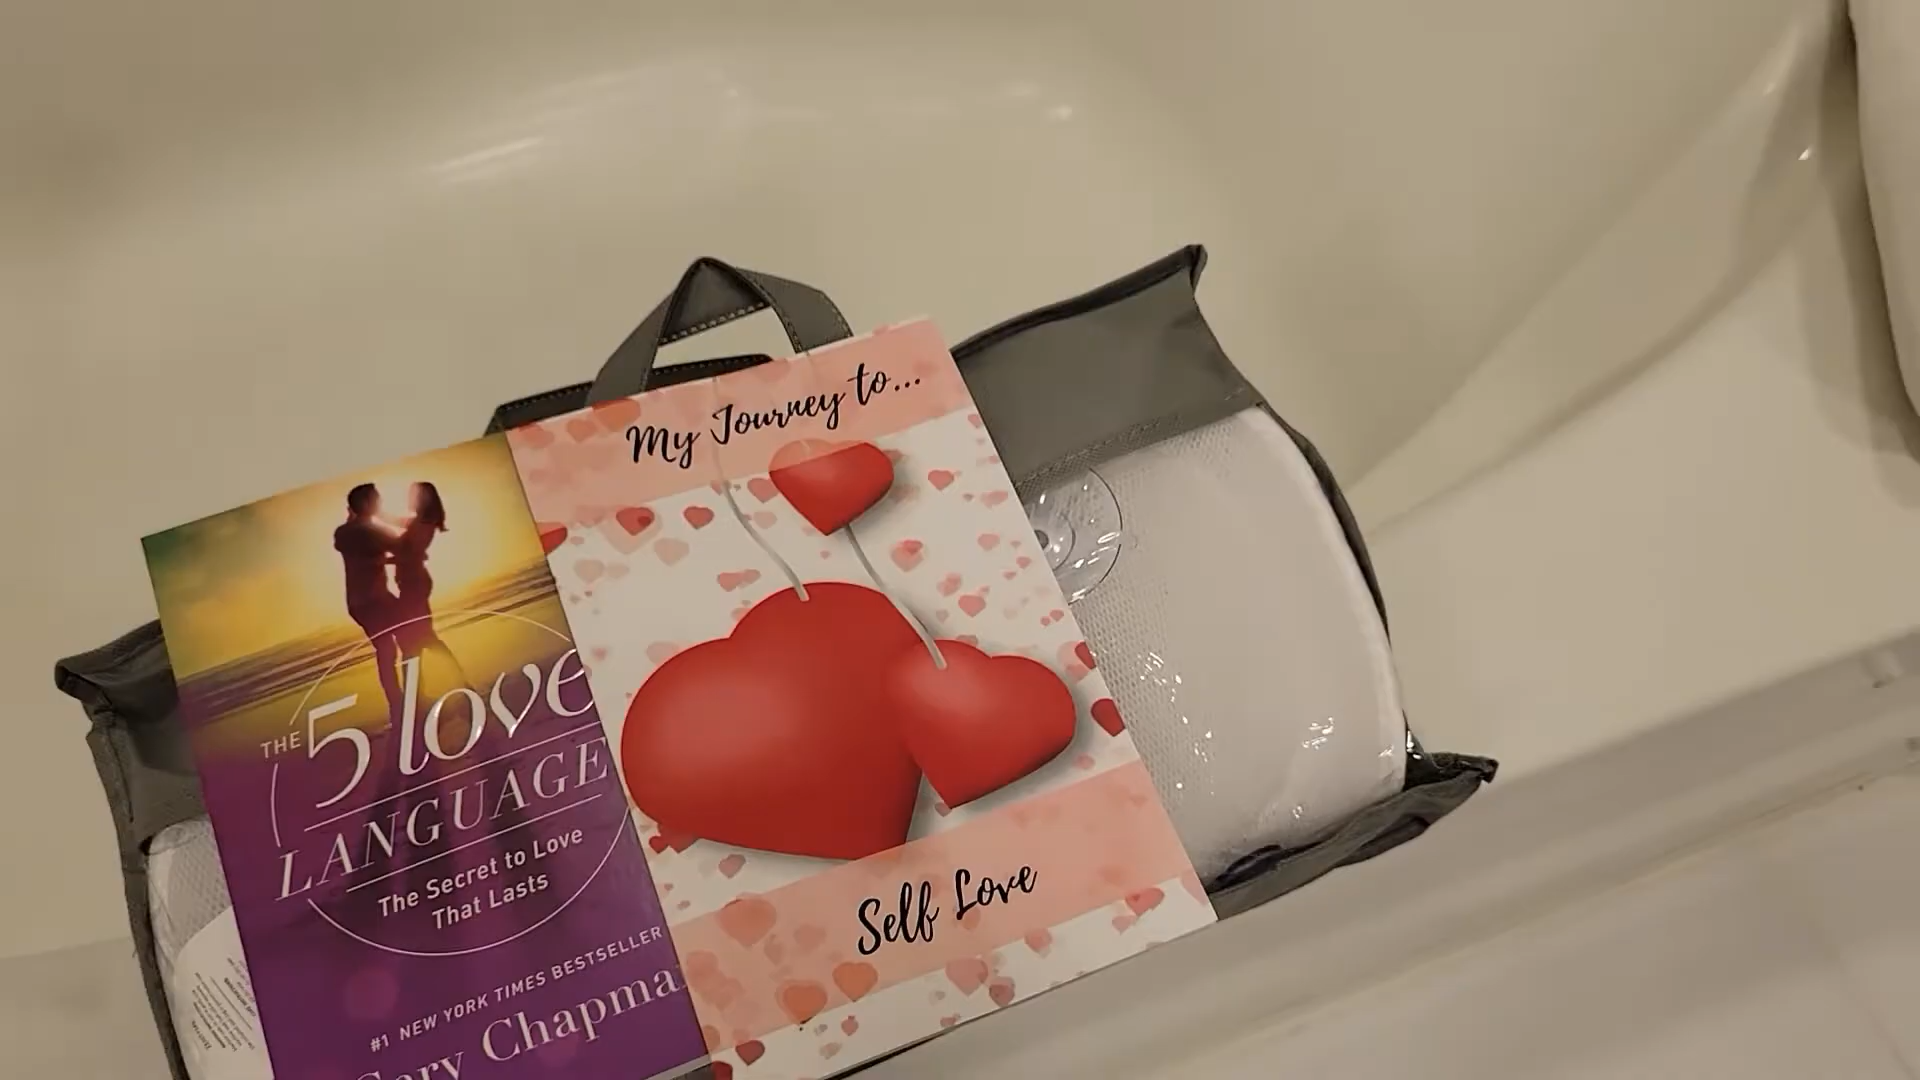 My Journey to...
Self Love
THE 5 love
LANGUAGE
The Secret to Love
That Lasts
#1 NEW YORK TIMES BESTSELLER
Chapma